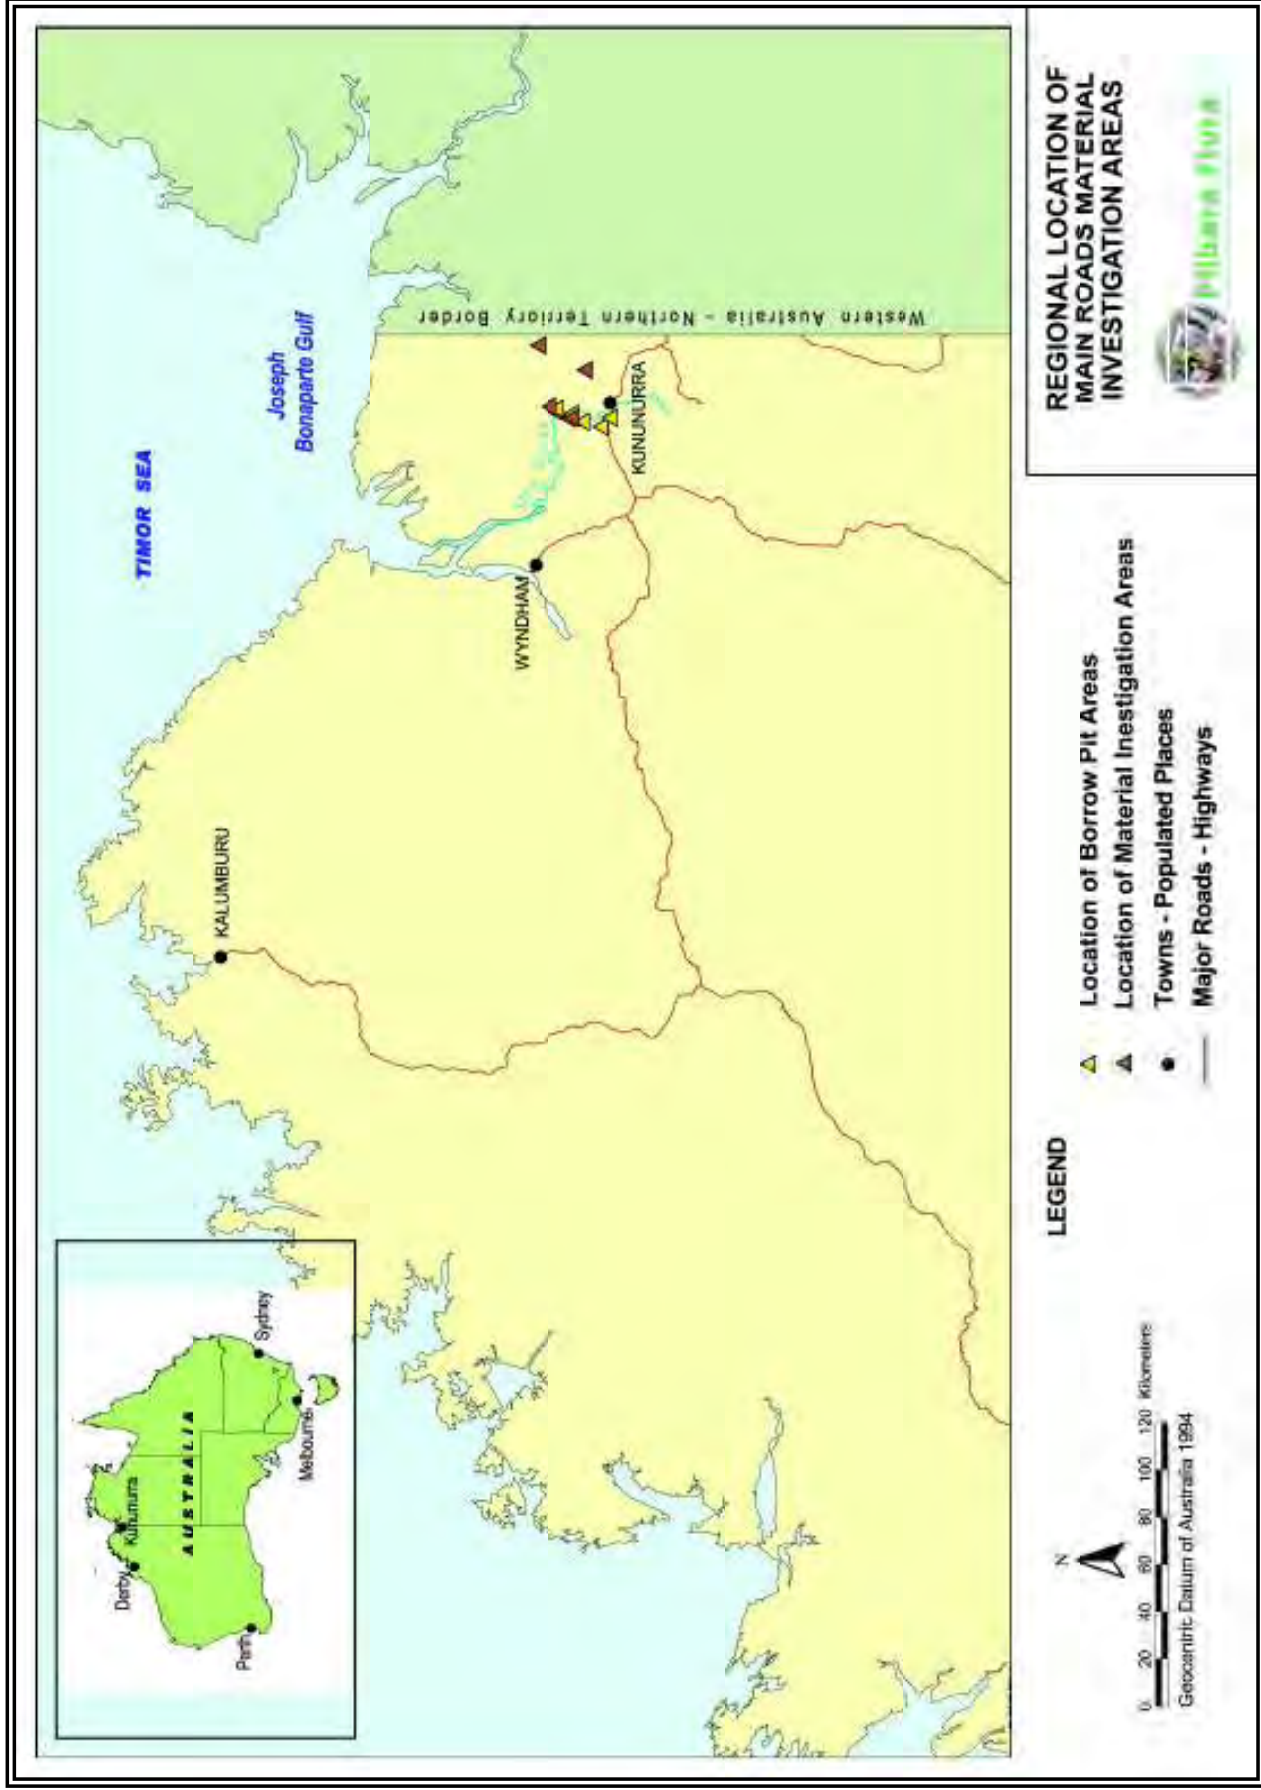 TIMOR SEA
Joseph
Bonaparte Gulf
KALUMBURU
WYNDHAM
KUNUNURRA
Western Australia - Northern Territory Border
Derby
Kununurra
AUSTRALIA
Perth
Sydney
Melbourne
N
0 20 40 60 80 100 120 Kilometers
Geocentric Datum of Australia 1994
LEGEND
Location of Borrow Pit Areas
Location of Material Inestigation Areas
Towns - Populated Places
Major Roads - Highways
REGIONAL LOCATION OF
MAIN ROADS MATERIAL
INVESTIGATION AREAS
Pilbara Flora